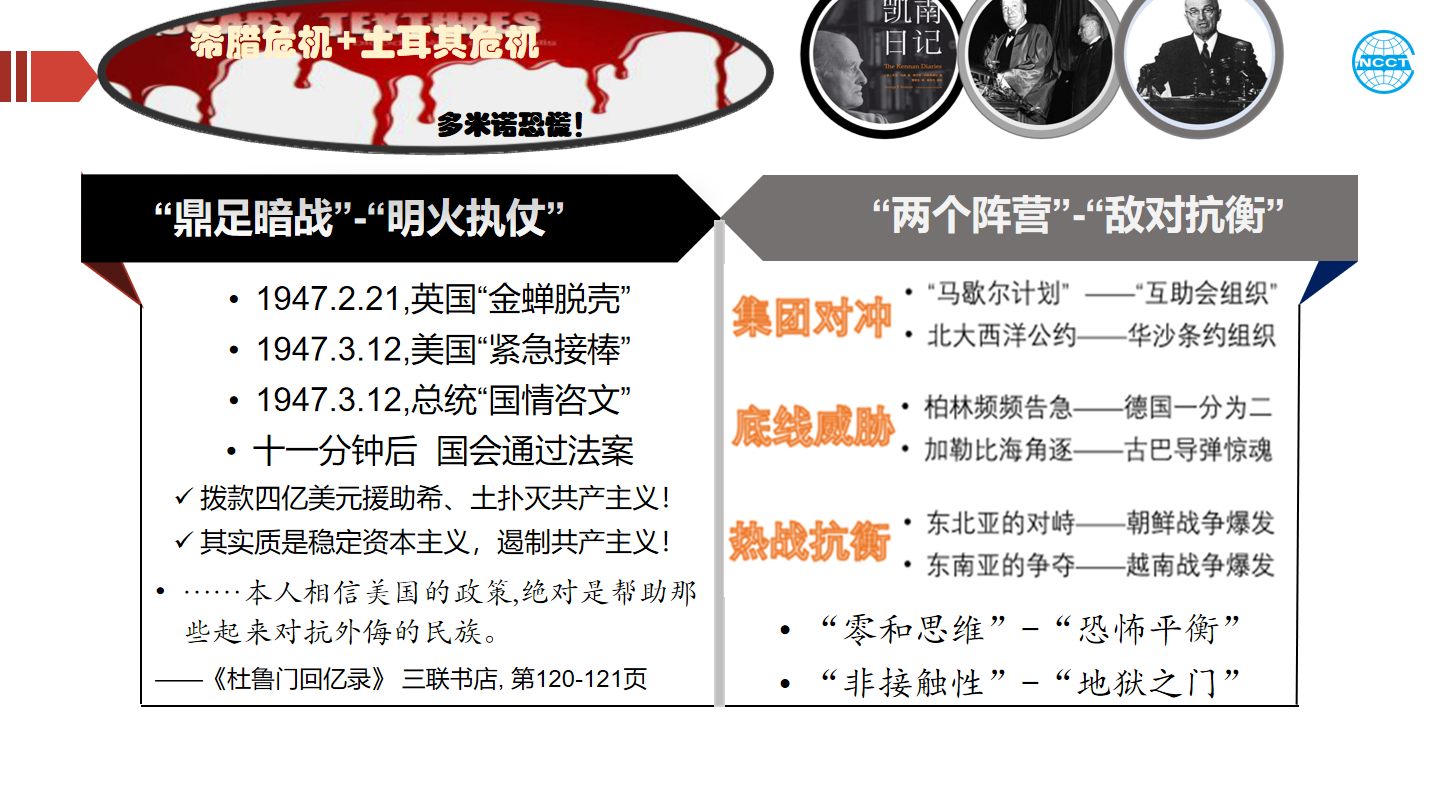 SCARY TEXTURES
希腊危机+土耳其危机
多米诺恐慌!
凯南
日记
The Kennan Diaries
NCCT
“鼎足暗战”-“明火执仗”
• 1947.2.21,英国“金蝉脱壳”
• 1947.3.12,美国“紧急接棒”
• 1947.3.12,总统“国情咨文”
• 十一分钟后 国会通过法案
✓ 拨款四亿美元援助希、土扑灭共产主义！
✓ 其实质是稳定资本主义，遏制共产主义！
• ……本人相信美国的政策,绝对是帮助那
些起来对抗外侮的民族。
——《杜鲁门回亿录》 三联书店, 第120-121页
“两个阵营”-“敌对抗衡”
集团对冲
• “马歇尔计划” ——“互助会组织”
• 北大西洋公约——华沙条约组织
底线威胁
• 柏林频频告急——德国一分为二
• 加勒比海角逐——古巴导弹惊魂
热战抗衡
• 东北亚的对峙——朝鲜战争爆发
• 东南亚的争夺——越南战争爆发
• “零和思维”－“恐怖平衡”
• “非接触性”－“地狱之门”